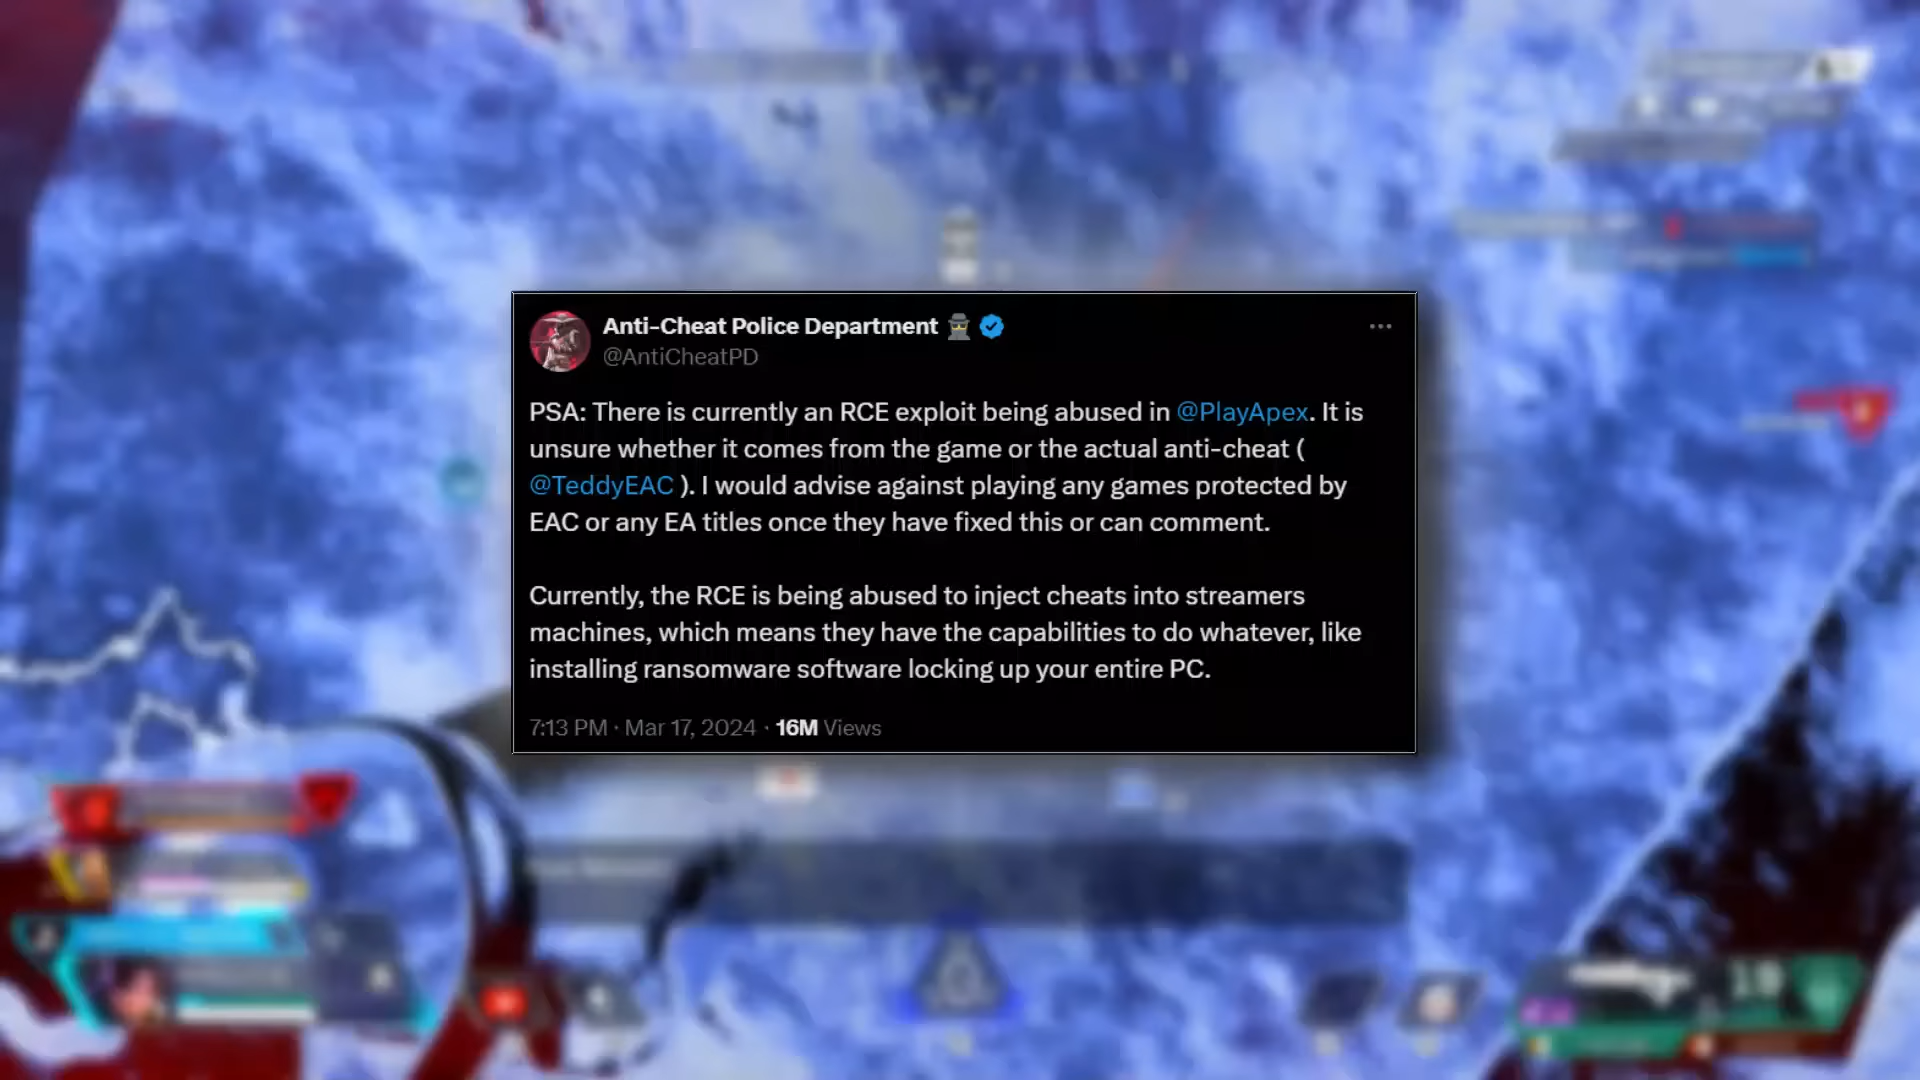 Anti-Cheat Police Department
@AntiCheatPD
PSA: There is currently an RCE exploit being abused in @PlayApex. It is
unsure whether it comes from the game or the actual anti-cheat (
@TeddyEAC ). I would advise against playing any games protected by
EAC or any EA titles once they have fixed this or can comment.
Currently, the RCE is being abused to inject cheats into streamers
machines, which means they have the capabilities to do whatever, like
installing ransomware software locking up your entire PC.
7:13 PM · Mar 17, 2024 · 16M Views